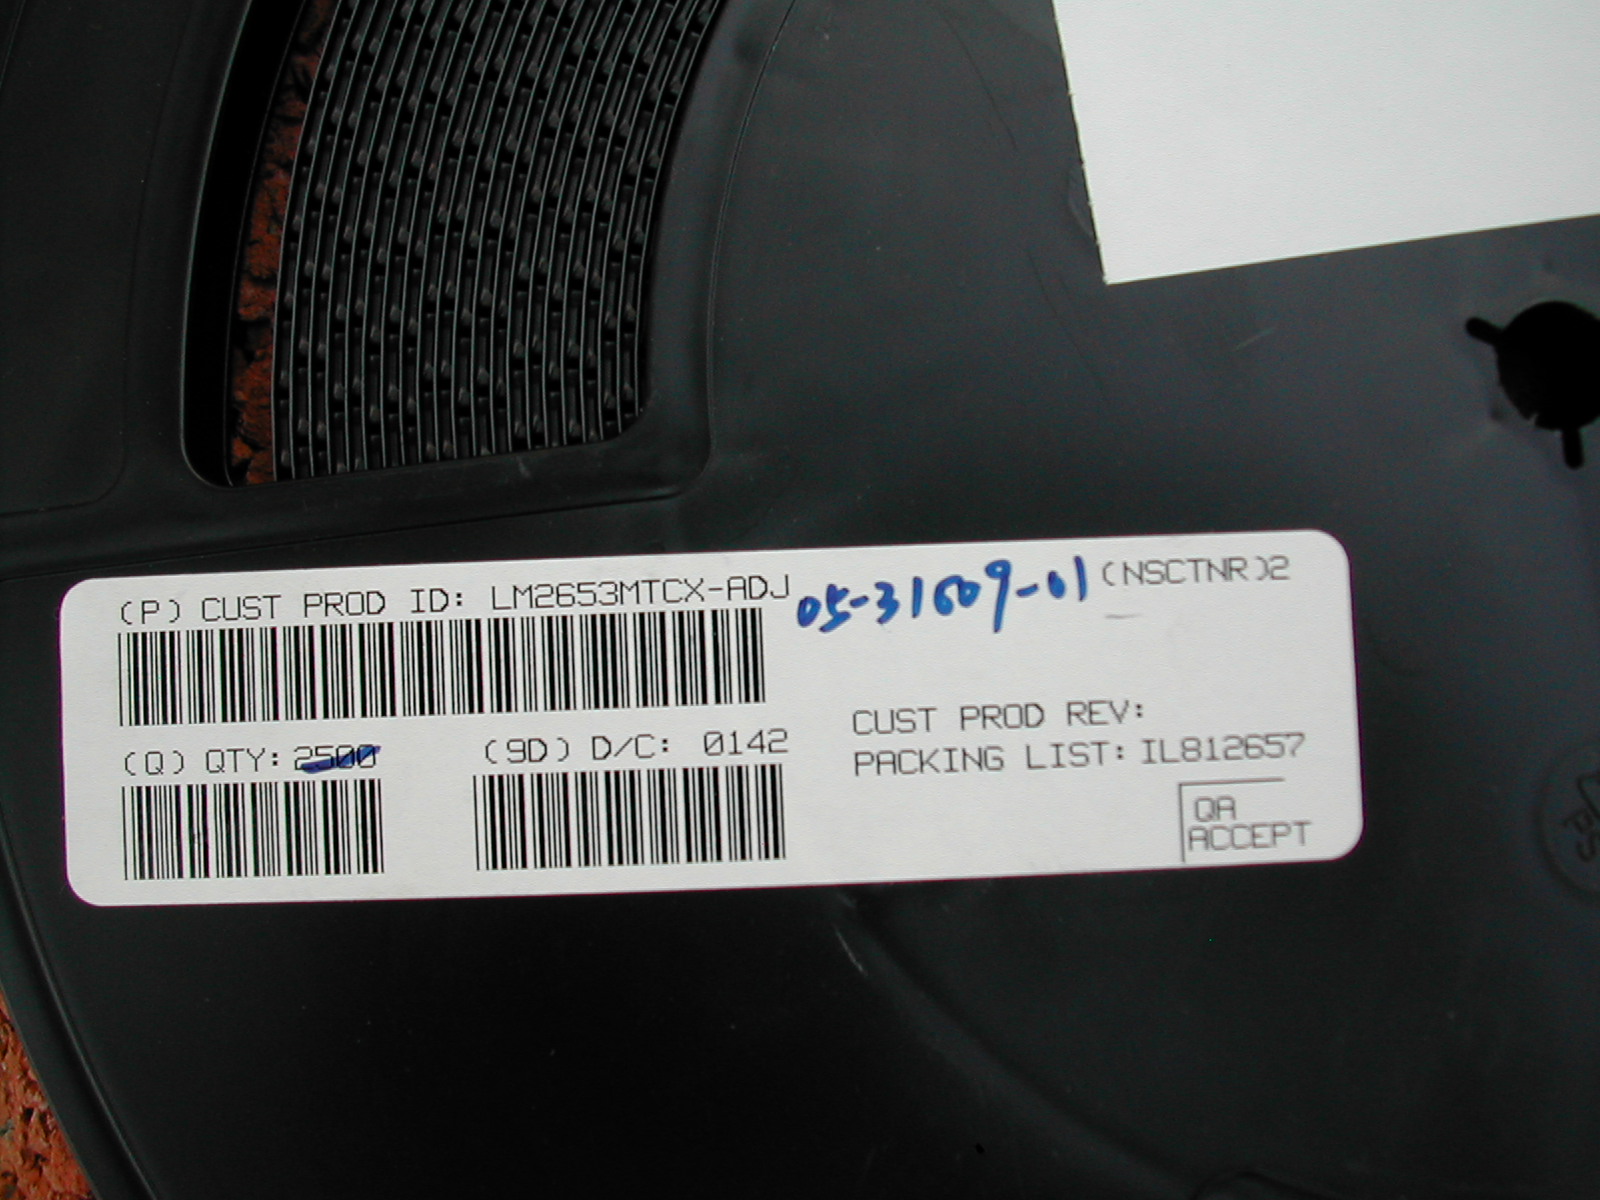 (P) CUST PROD ID: LM2653MTCX-ADJ 05-31609-01 (NSCTNR)2
(Q) QTY: 2500 (9D) D/C: 0142
CUST PROD REV:
PACKING LIST: IL812657
QA
ACCEPT